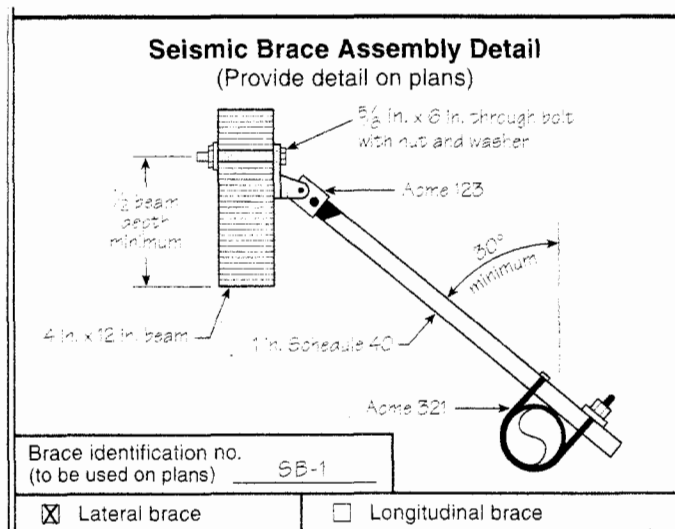 Seismic Brace Assembly Detail
(Provide detail on plans)
⅝ in. x 6 in. through bolt
with nut and washer
Acme 123
½ beam
depth
minimum
30°
minimum
4 in. x 12 in. beam
1 in. Schedule 40
Acme 321
Brace identification no.
(to be used on plans) SB-1
☒ Lateral brace
☐ Longitudinal brace